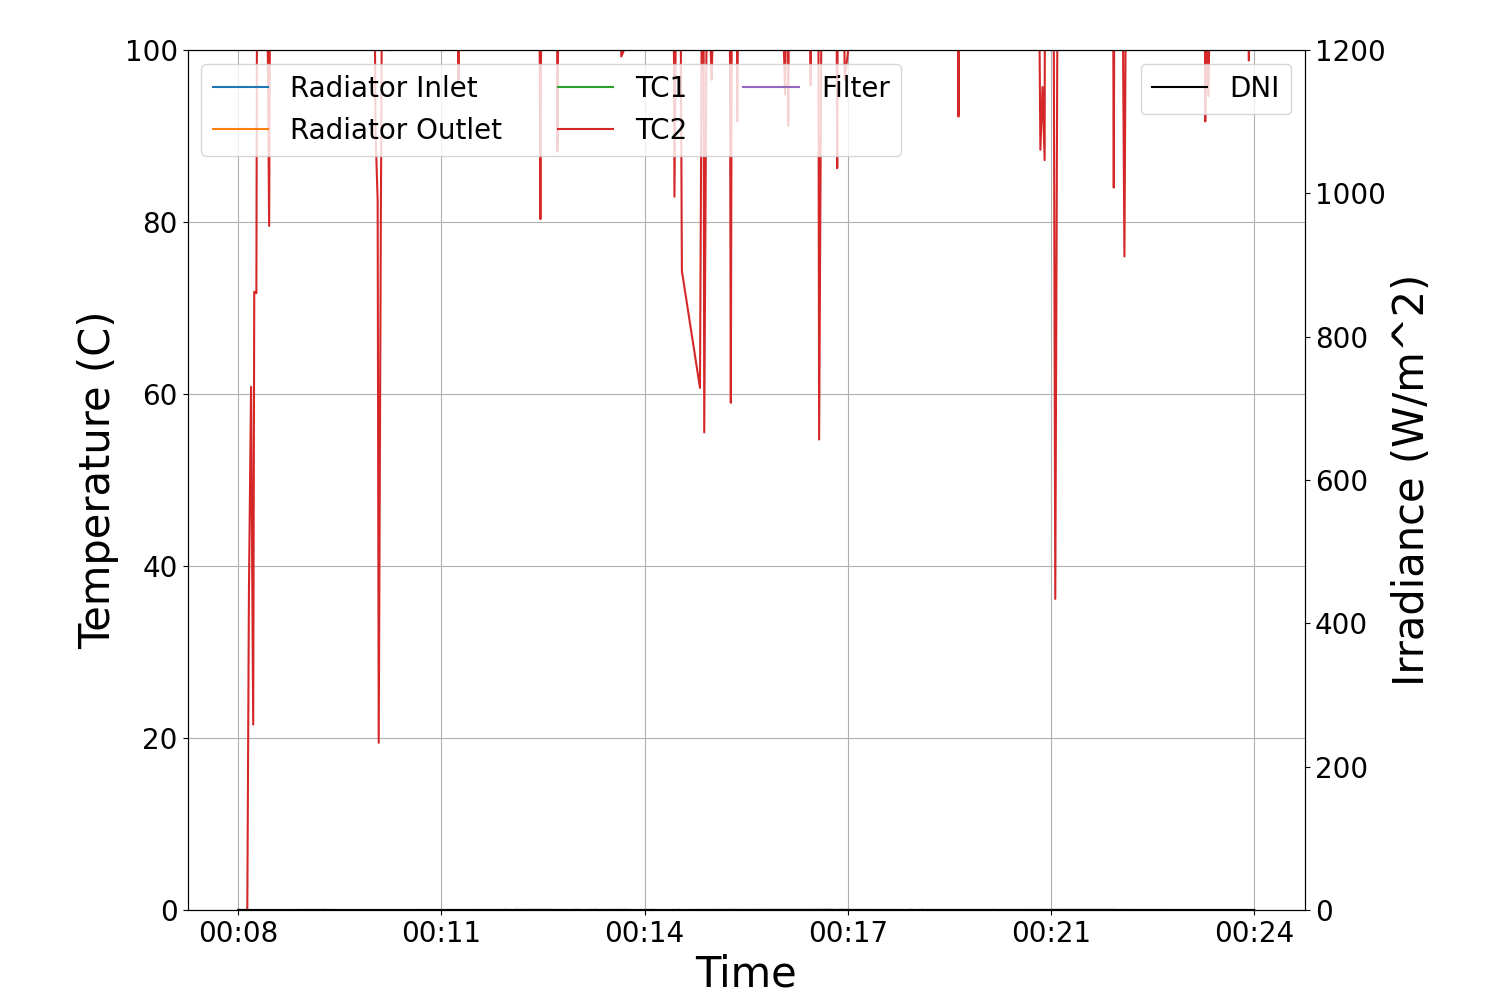 Radiator Inlet
Radiator Outlet
TC1
TC2
Filter
DNI
100
80
60
40
20
0
Temperature (C)
1200
1000
800
600
400
200
0
Irradiance (W/m^2)
00:08 00:11 00:14 00:17 00:21 00:24
Time